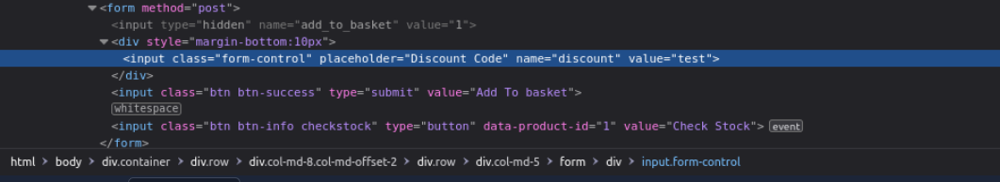 <form method="post">
<input type="hidden" name="add_to_basket" value="1">
<div style="margin-bottom:10px">
<input class="form-control" placeholder="Discount Code" name="discount" value="test">
</div>
<input class="btn btn-success" type="submit" value="Add To basket">
whitespace
<input class="btn btn-info checkstock" type="button" data-product-id="1" value="Check Stock"> event
</form>
html > body > div.container > div.row > div.col-md-8.col-md-offset-2 > div.row > div.col-md-5 > form > div > input.form-control